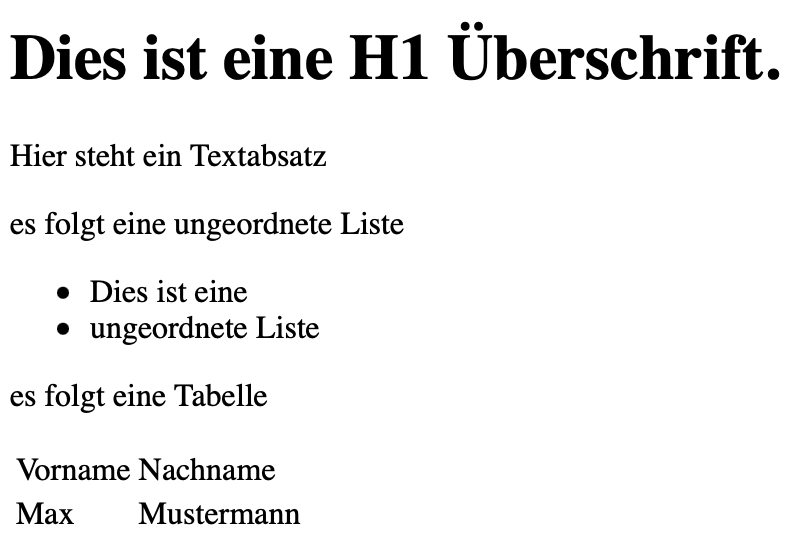 Dies ist eine H1 Überschrift.
Hier steht ein Textabsatz
es folgt eine ungeordnete Liste
• Dies ist eine
• ungeordnete Liste
es folgt eine Tabelle
Vorname Nachname
Max Mustermann